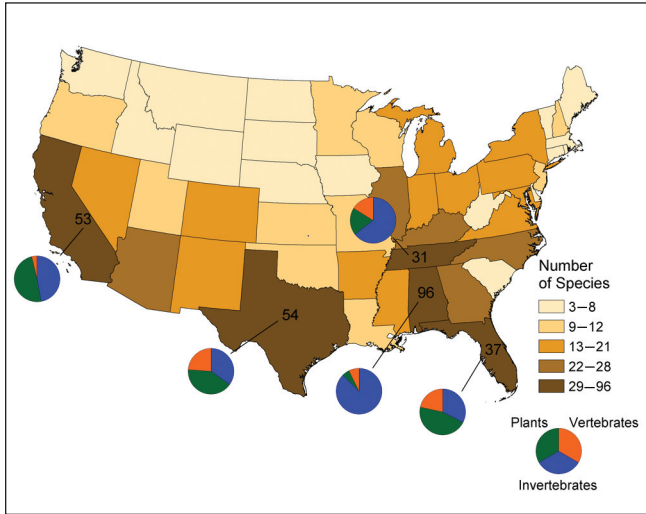 53
31
54
96
37
Number
of Species
3–8
9–12
13–21
22–28
29–96
Plants Vertebrates
Invertebrates